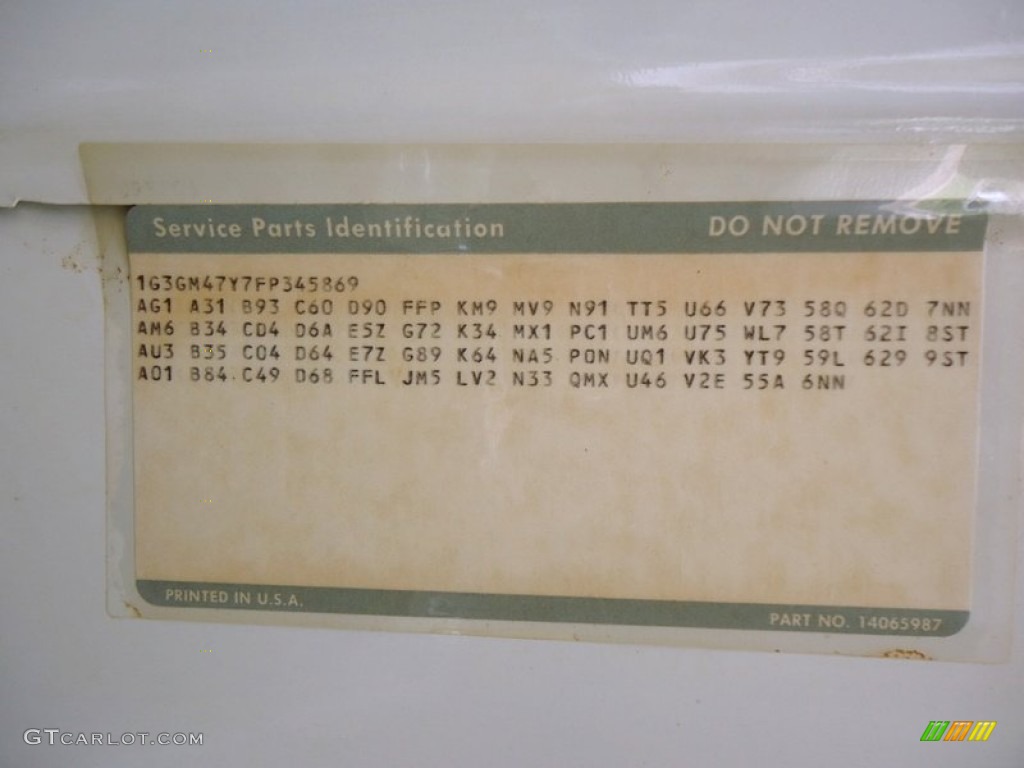 Service Parts Identification DO NOT REMOVE
1G3GM47Y7FP345869
AG1 A31 B93 C60 D90 FFP KM9 MV9 N91 TT5 U66 V73 58Q 62D 7NN
AM6 B34 CD4 D6A E5Z G72 K34 MX1 PC1 UM6 U75 WL7 58T 62I 8ST
AU3 B35 CO4 D64 E7Z G89 K64 NA5 PON UQ1 VK3 YT9 59L 629 9ST
A01 B84 C49 D68 FFL JM5 LV2 N33 QMX U46 V2E 55A 6NN
PRINTED IN U.S.A. PART NO. 14065987
GTCARLOT.COM